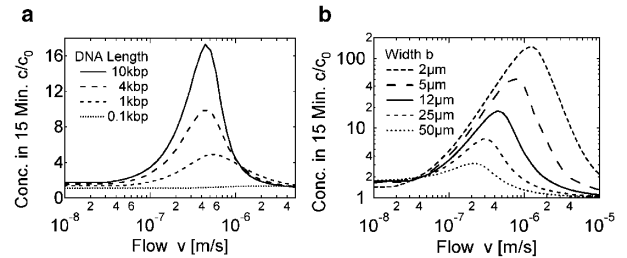 a
Conc. in 15 Min. c/c0
16
12
8
4
0
DNA Length
10kbp
4kbp
1kbp
0.1kbp
10-8 2 4 6 10-7 2 4 6 10-6 2 4
Flow v [m/s]
b
Conc. in 15 Min. c/c0
100
4
2
10
4
2
1
Width b
2µm
5µm
12µm
25µm
50µm
10-8 2 4 10-7 2 4 10-6 2 4 10-5
Flow v [m/s]